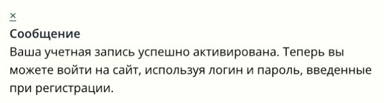 ×
Сообщение
Ваша учетная запись успешно активирована. Теперь вы
можете войти на сайт, используя логин и пароль, введенные
при регистрации.